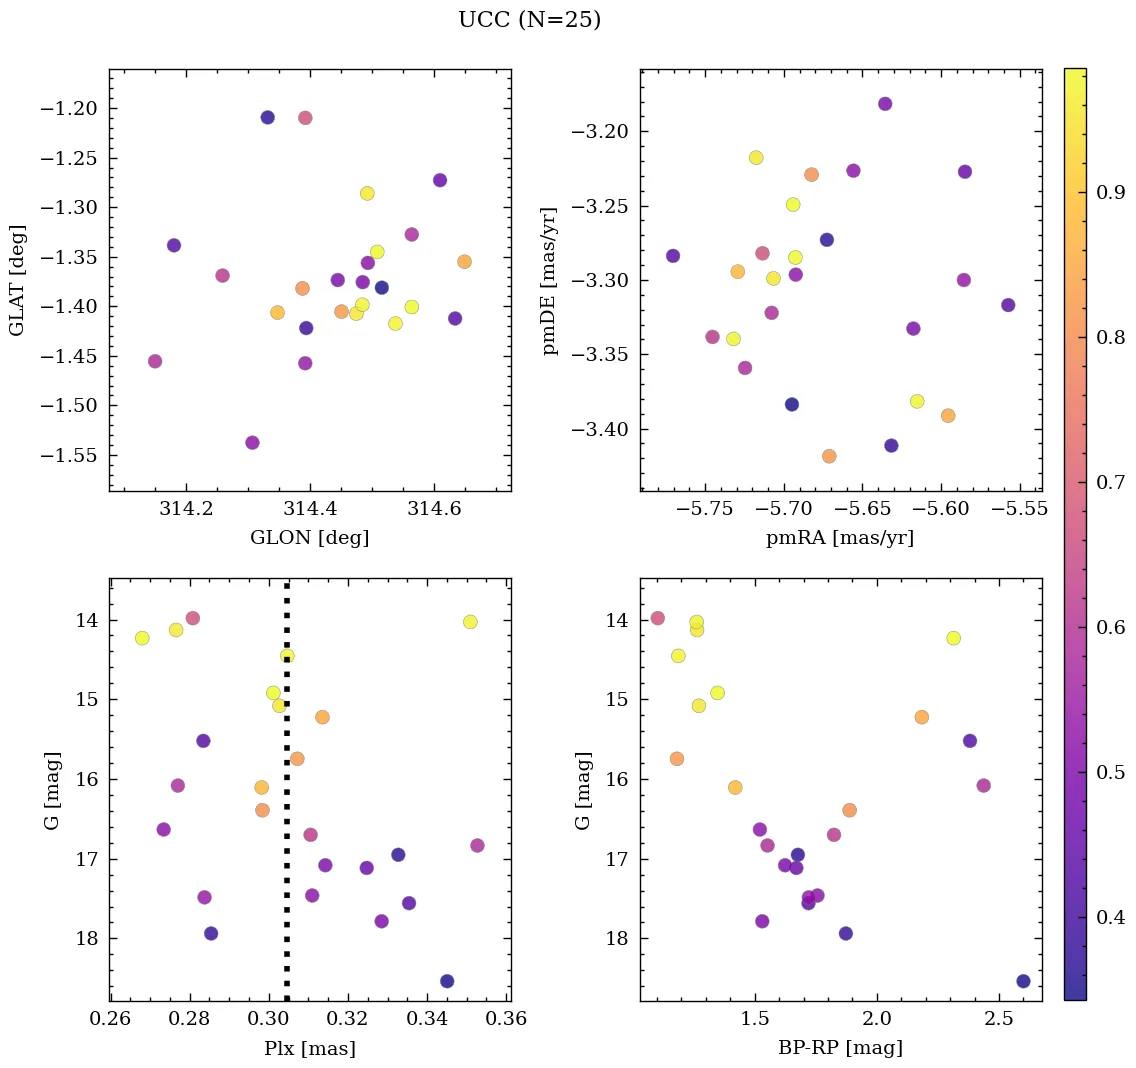 UCC (N=25)
−1.20
−1.25
−1.30
−1.35
−1.40
−1.45
−1.50
−1.55
GLAT [deg]
314.2 314.4 314.6
GLON [deg]
−3.20
−3.25
−3.30
−3.35
−3.40
pmDE [mas/yr]
−5.75 −5.70 −5.65 −5.60 −5.55
pmRA [mas/yr]
0.9
0.8
0.7
0.6
0.5
0.4
14
15
16
17
18
G [mag]
0.26 0.28 0.30 0.32 0.34 0.36
Plx [mas]
14
15
16
17
18
G [mag]
1.5 2.0 2.5
BP-RP [mag]